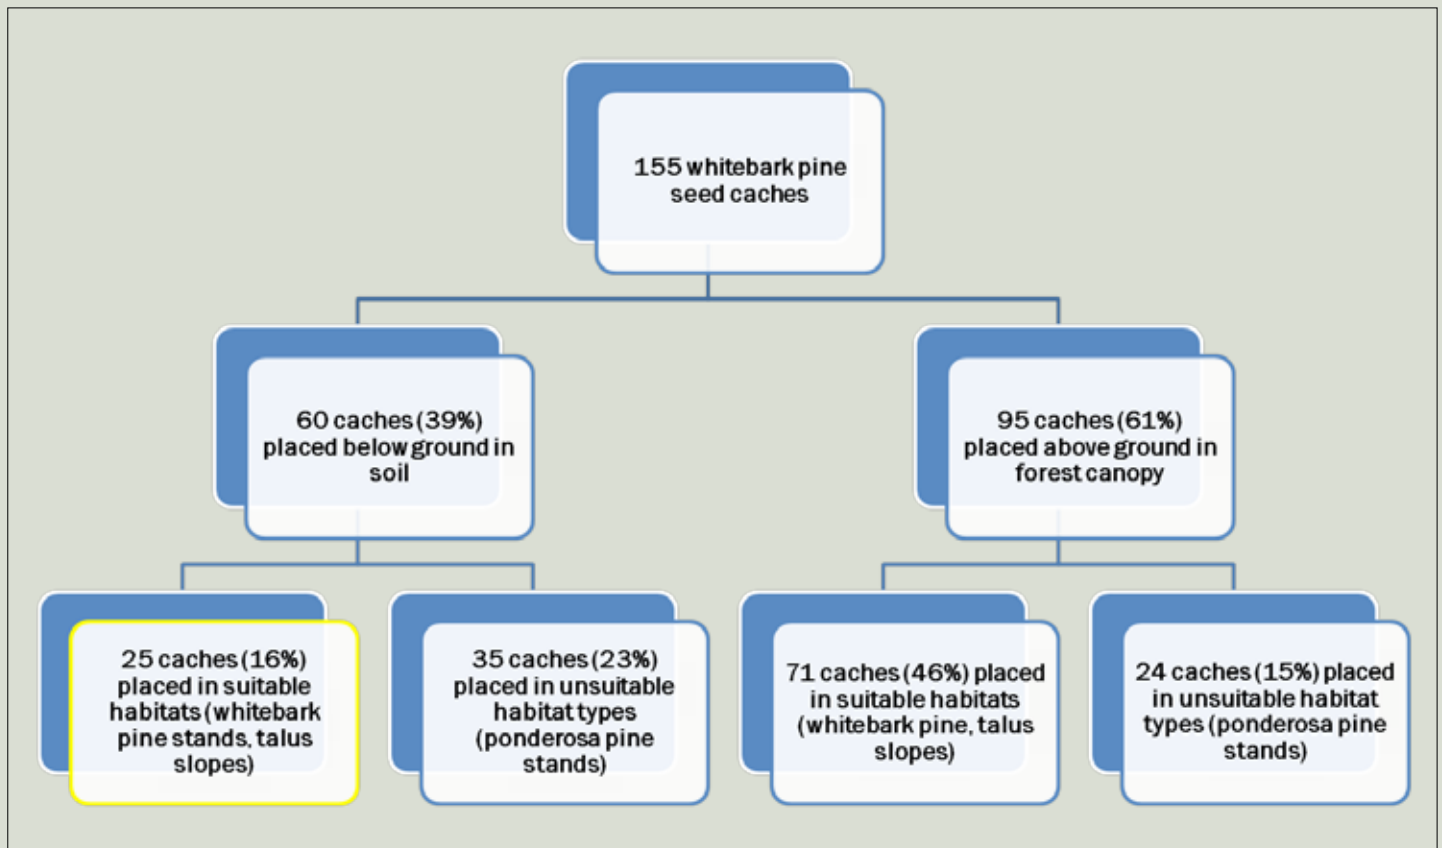 155 whitebark pine
seed caches
60 caches (39%)
placed below ground in
soil
95 caches (61%)
placed above ground in
forest canopy
25 caches (16%)
placed in suitable
habitats (whitebark
pine stands, talus
slopes)
35 caches (23%)
placed in unsuitable
habitat types
(ponderosa pine
stands)
71 caches (46%) placed
in suitable habitats
(whitebark pine, talus
slopes)
24 caches (15%) placed
in unsuitable habitat
types (ponderosa pine
stands)